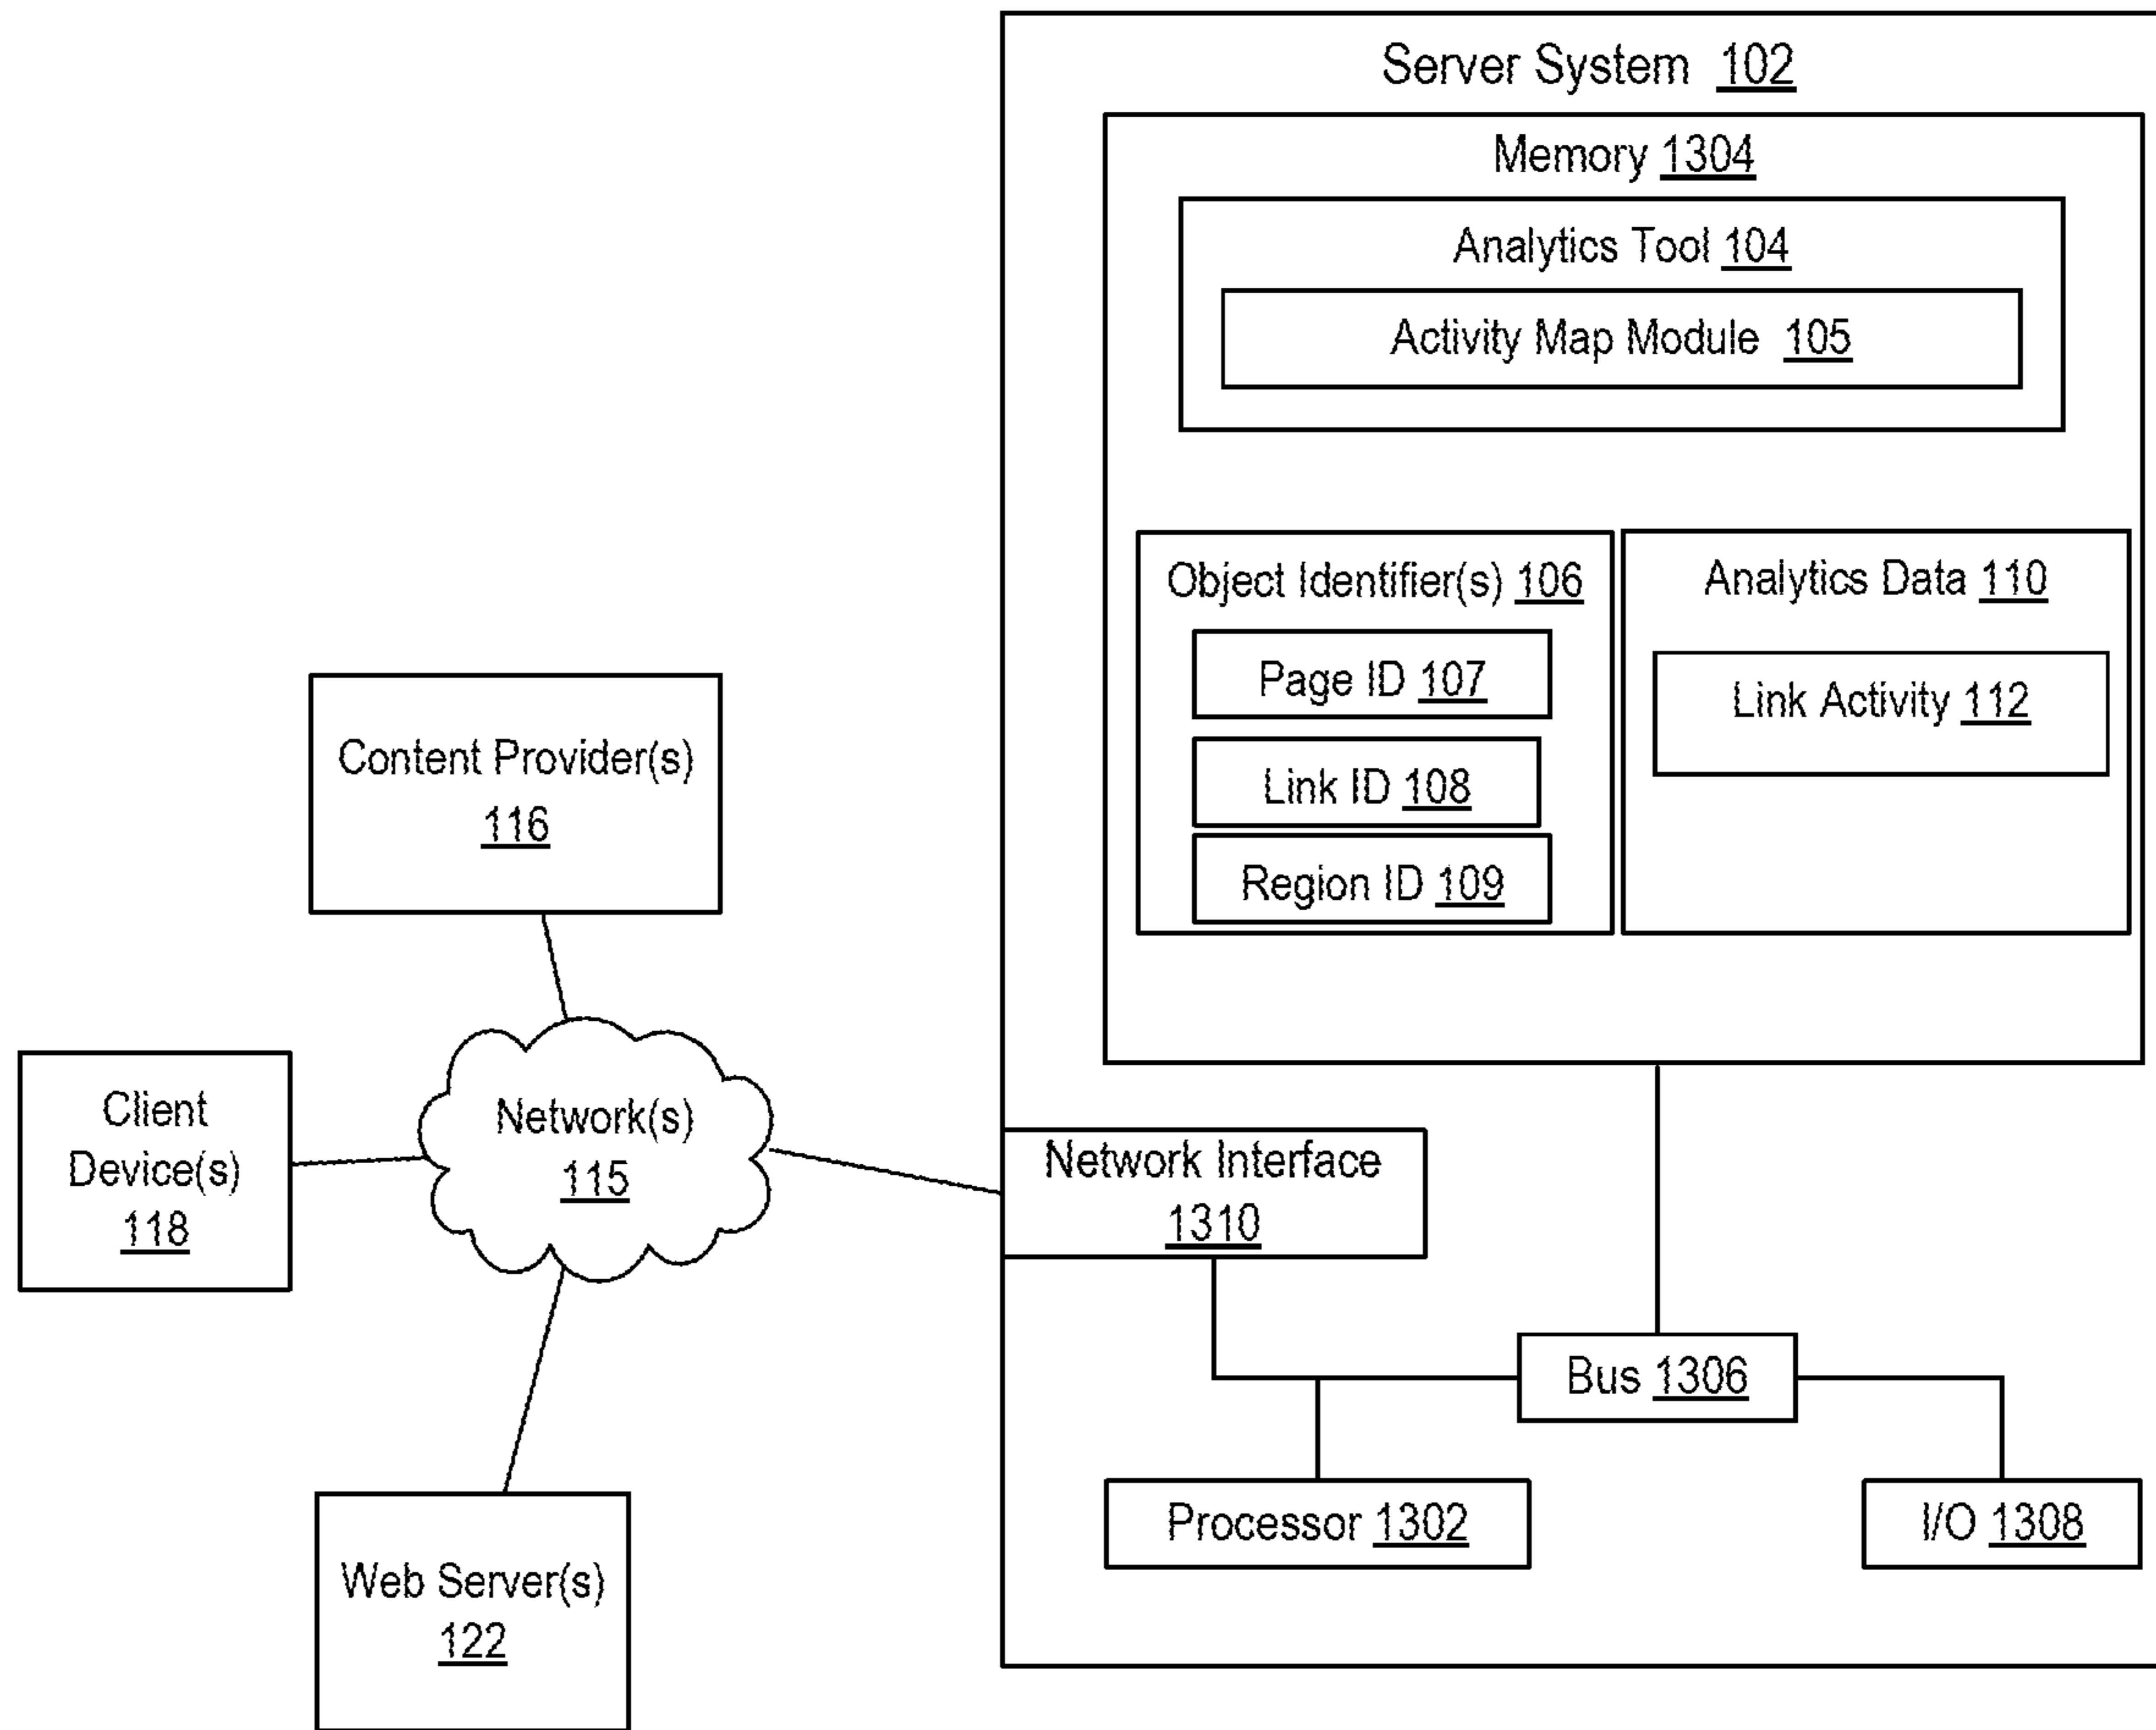 Server System 102
Memory 1304
Analytics Tool 104
Activity Map Module 105
Object Identifier(s) 106
Page ID 107
Link ID 108
Region ID 109
Analytics Data 110
Link Activity 112
Content Provider(s)
116
Client
Device(s)
118
Network(s)
115
Web Server(s)
122
Network Interface
1310
Bus 1306
Processor 1302
I/O 1308